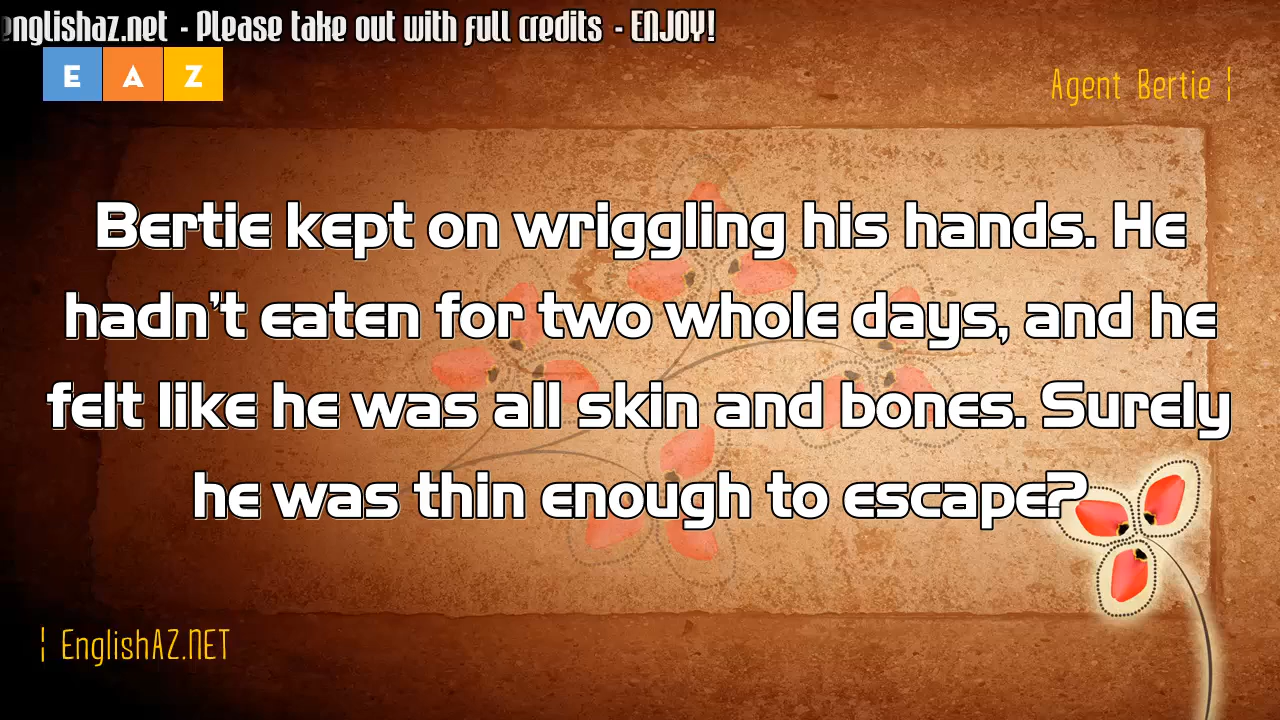 englishaz.net - Please take out with full credits - ENJOY!
E A Z
Agent Bertie ¦
Bertie kept on wriggling his hands. He
hadn't eaten for two whole days, and he
felt like he was all skin and bones. Surely
he was thin enough to escape?
¦ EnglishAZ.NET